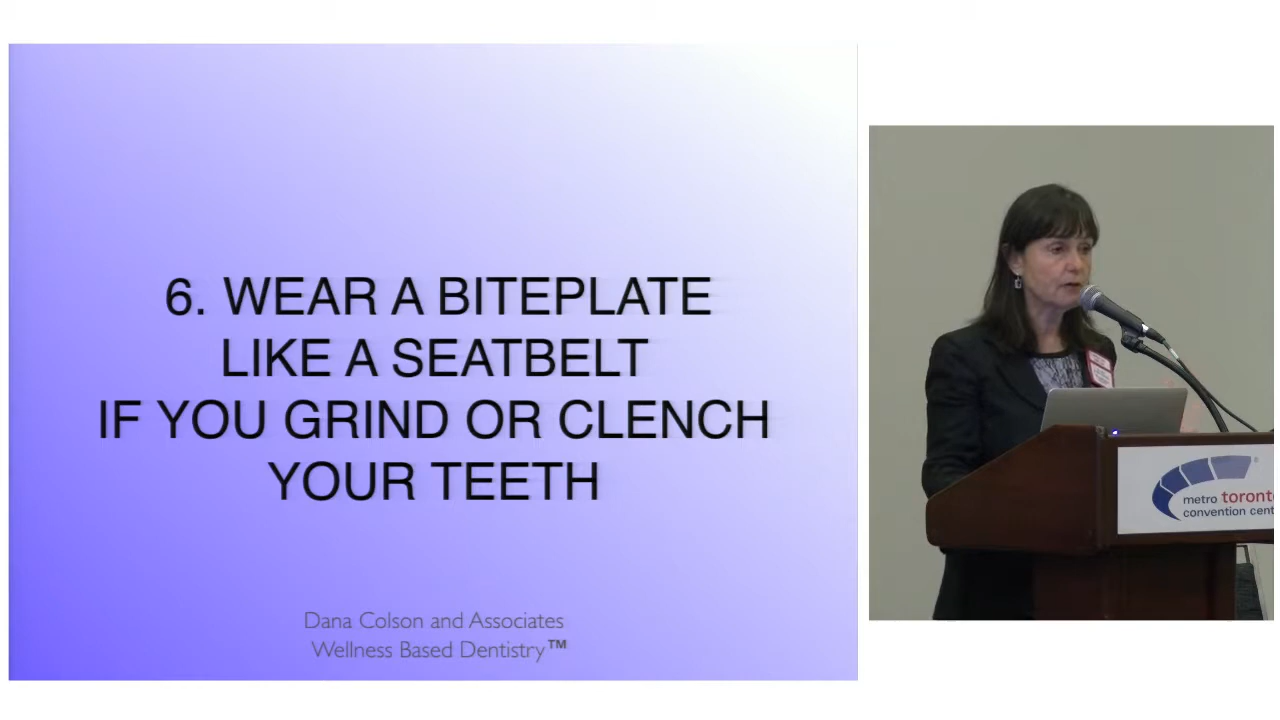 6. WEAR A BITEPLATE
LIKE A SEATBELT
IF YOU GRIND OR CLENCH
YOUR TEETH
Dana Colson and Associates
Wellness Based Dentistry™
metro toront
convention cent